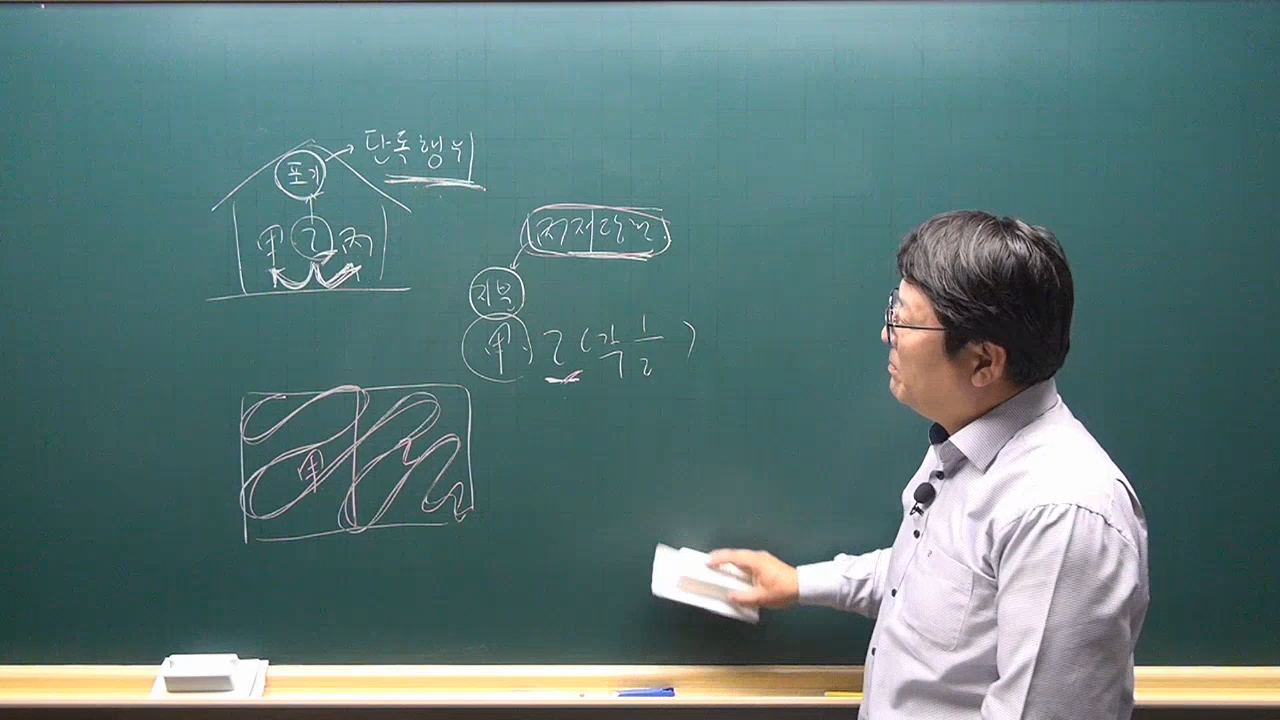 단독행위
포기
甲 乙 丙
저당권
지분
甲, 乙 (각 1/2)
甲